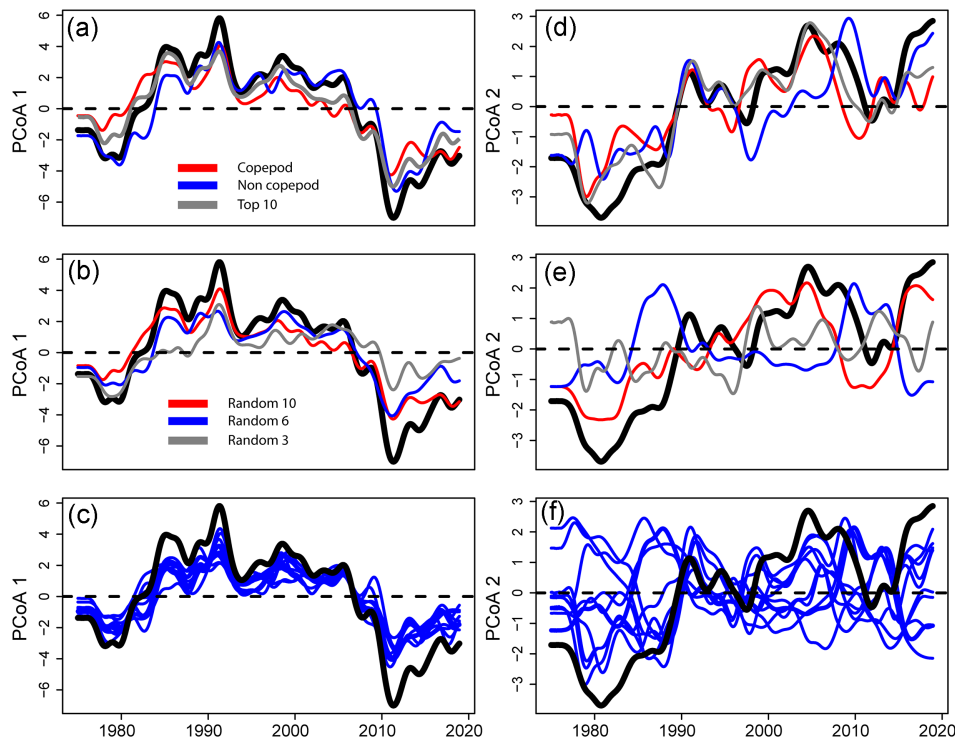 (a)
PCoA 1
6
4
2
0
−2
−4
−6
Copepod
Non copepod
Top 10
(d)
PCoA 2
3
2
1
0
−1
−2
−3
(b)
PCoA 1
6
4
2
0
−2
−4
−6
Random 10
Random 6
Random 3
(e)
PCoA 2
3
2
1
0
−1
−2
−3
(c)
PCoA 1
6
4
2
0
−2
−4
−6
1980 1990 2000 2010 2020
(f)
PCoA 2
3
2
1
0
−1
−2
−3
1980 1990 2000 2010 2020